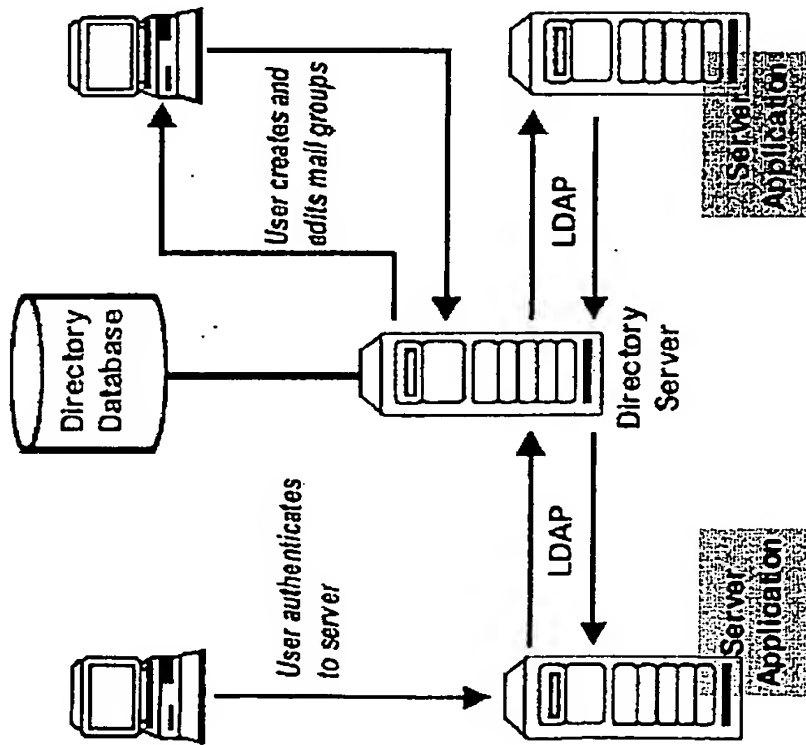 Directory
Database
User authenticates
to server
User creates and
edits mail groups
LDAP
LDAP
Directory
Server
Server
Application
Server
Application